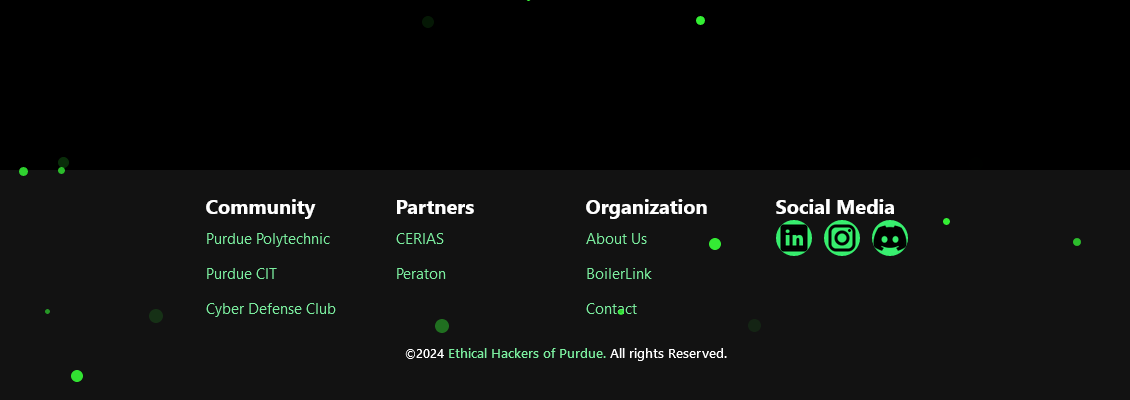 Community
Purdue Polytechnic
Purdue CIT
Cyber Defense Club
Partners
CERIAS
Peraton
Organization
About Us
BoilerLink
Contact
Social Media
in
©2024 Ethical Hackers of Purdue. All rights Reserved.